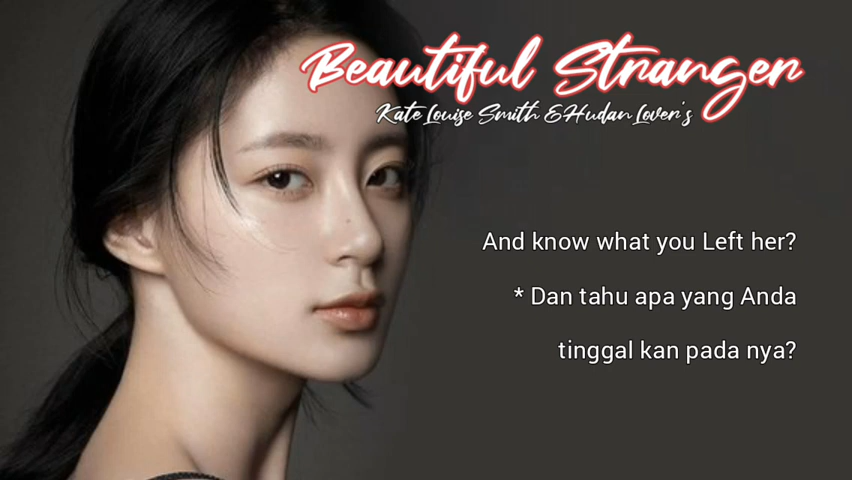 Beautiful Stranger
Kate Louise Smith & Hudan Lover's
And know what you Left her?
* Dan tahu apa yang Anda
tinggal kan pada nya?